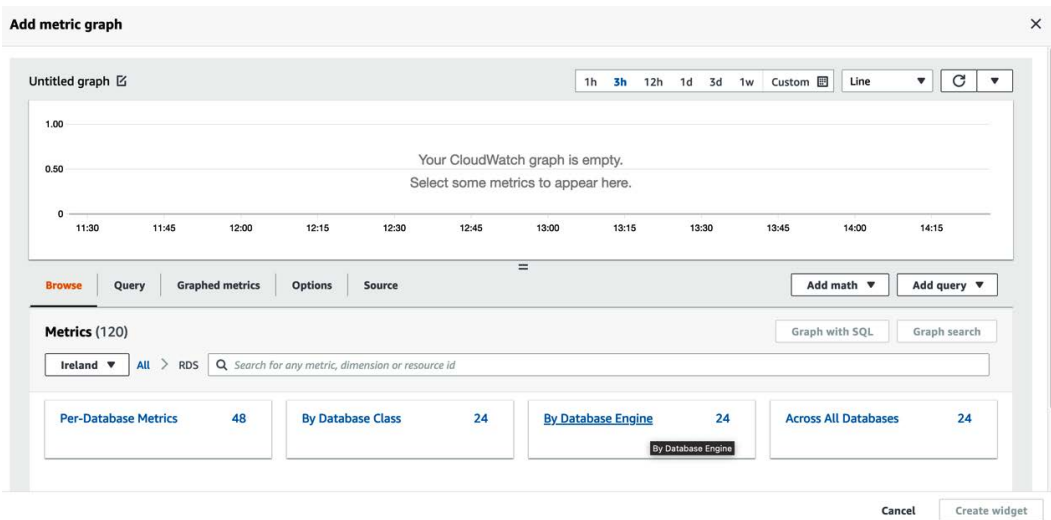 Add metric graph
Untitled graph
1h 3h 12h 1d 3d 1w Custom Line
1.00
Your CloudWatch graph is empty.
0.50
Select some metrics to appear here.
0
11:30 11:45 12:00 12:15 12:30 12:45 13:00 13:15 13:30 13:45 14:00 14:15
Browse Query Graphed metrics Options Source Add math Add query
Metrics (120) Graph with SQL Graph search
Ireland All > RDS Search for any metric, dimension or resource id
Per-Database Metrics 48 By Database Class 24 By Database Engine 24 Across All Databases 24
By Database Engine
Cancel Create widget